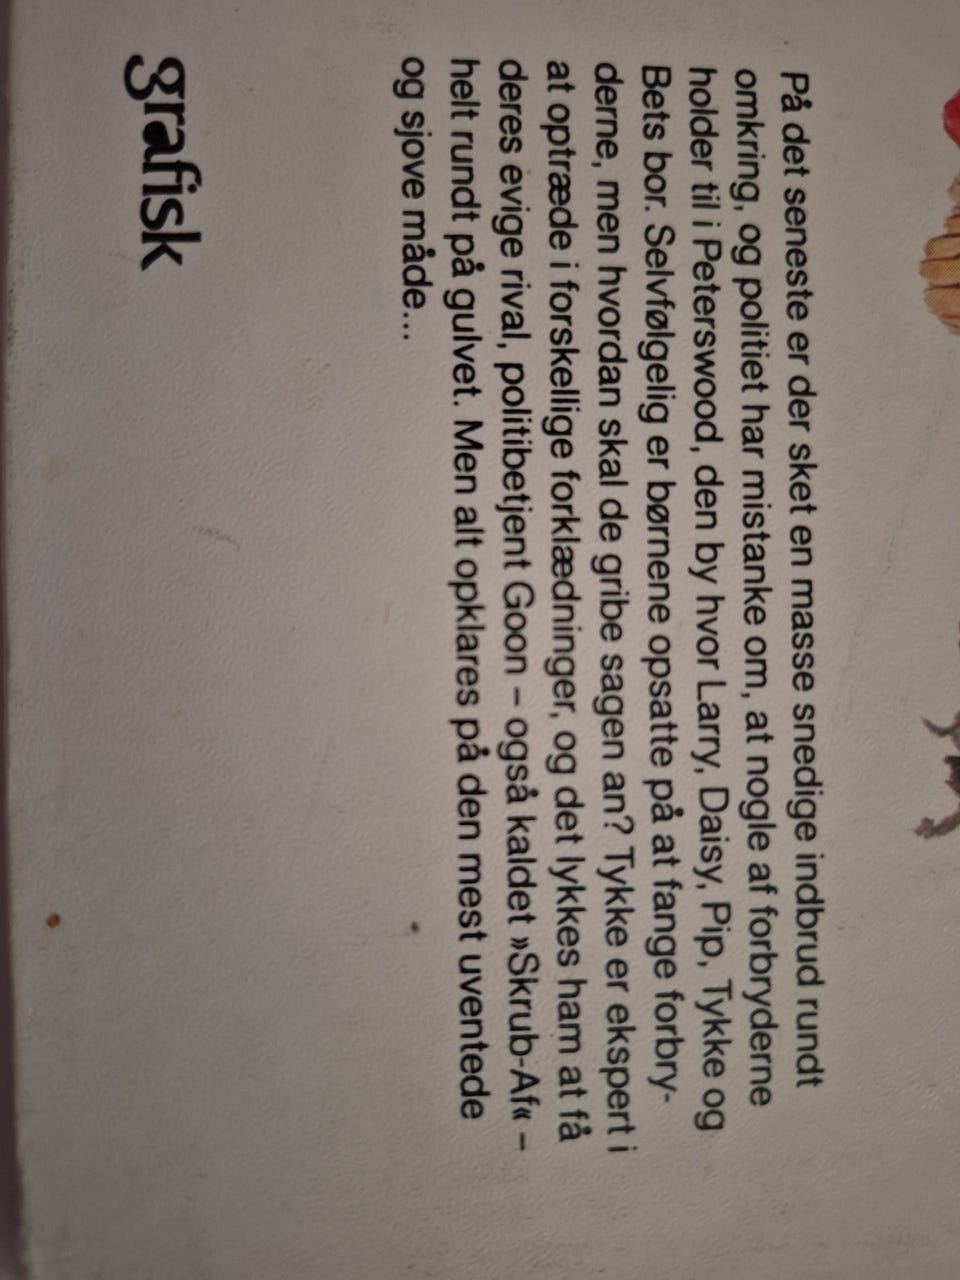 På det seneste er der sket en masse snedige indbrud rundt
omkring, og politiet har mistanke om, at nogle af forbryderne
holder til i Peterswood, den by hvor Larry, Daisy, Pip, Tykke og
Bets bor. Selvfølgelig er børnene opsatte på at fange forbry-
derne, men hvordan skal de gribe sagen an? Tykke er ekspert i
at optræde i forskellige forklædninger, og det lykkes ham at få
deres evige rival, politibetjent Goon – også kaldet »Skrub-Af« –
helt rundt på gulvet. Men alt opklares på den mest uventede
og sjove måde...
grafisk